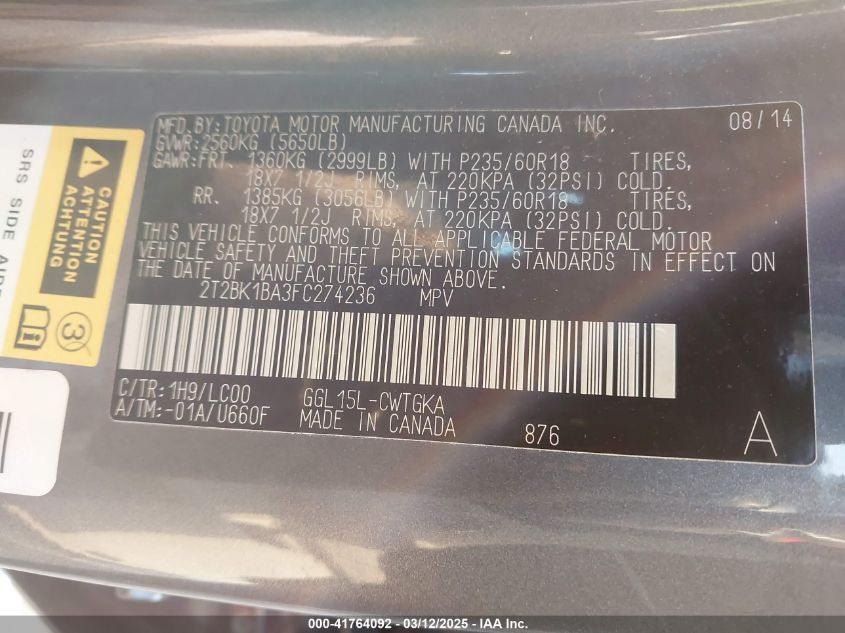 MFD.BY:TOYOTA MOTOR MANUFACTURING CANADA INC. 08/14
GVWR:2560KG (5650LB)
GAWR:FRT. 1360KG (2999LB) WITH P235/60R18 TIRES,
18X7 1/2J RIMS, AT 220KPA (32PSI) COLD.
RR. 1385KG (3056LB) WITH P235/60R18 TIRES,
18X7 1/2J RIMS, AT 220KPA (32PSI) COLD.
THIS VEHICLE CONFORMS TO ALL APPLICABLE FEDERAL MOTOR
VEHICLE SAFETY AND THEFT PREVENTION STANDARDS IN EFFECT ON
THE DATE OF MANUFACTURE SHOWN ABOVE.
2T2BK1BA3FC274236 MPV
C/TR:1H9/LC00 GGL15L-CWTGKA
A/TM:-01A/U660F MADE IN CANADA 876 A
CAUTION
ATTENTION
ACHTUNG
SRS SIDE
3
i
00-41764092 - 03/12/2025 - IAA Inc.